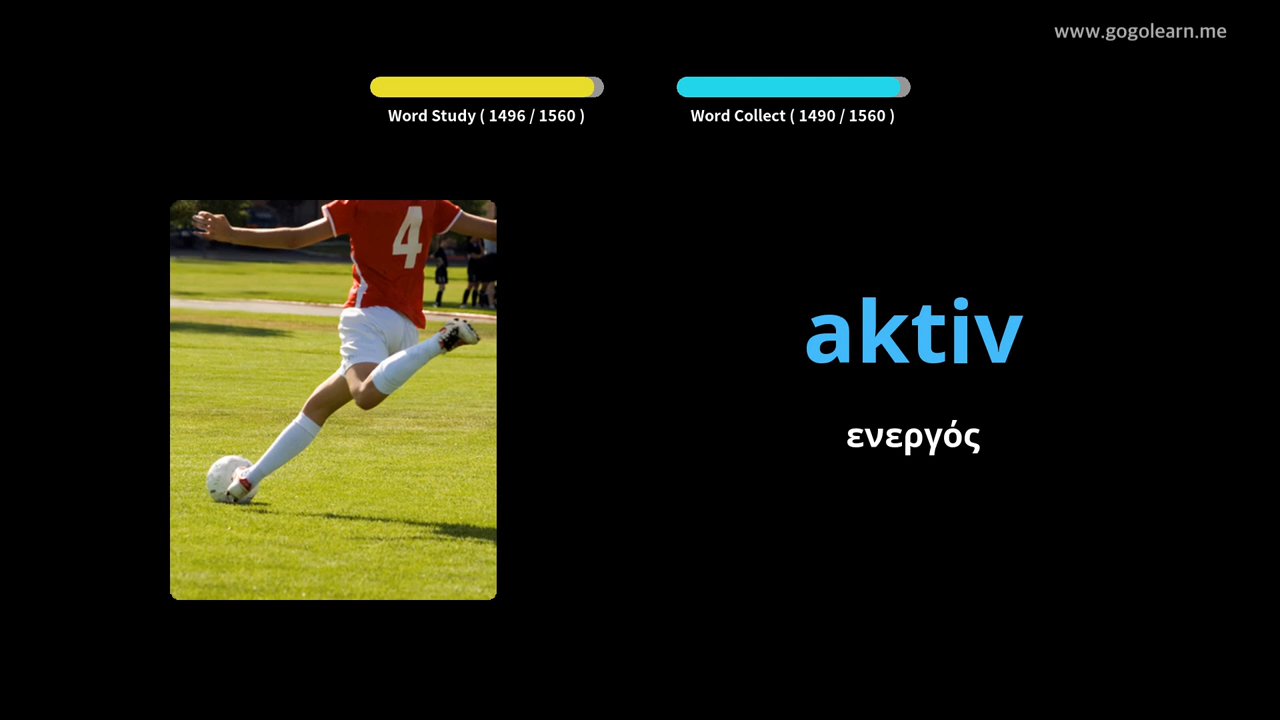 www.gogolearn.me
Word Study ( 1496 / 1560 )
Word Collect ( 1490 / 1560 )
4
aktiv
ενεργός